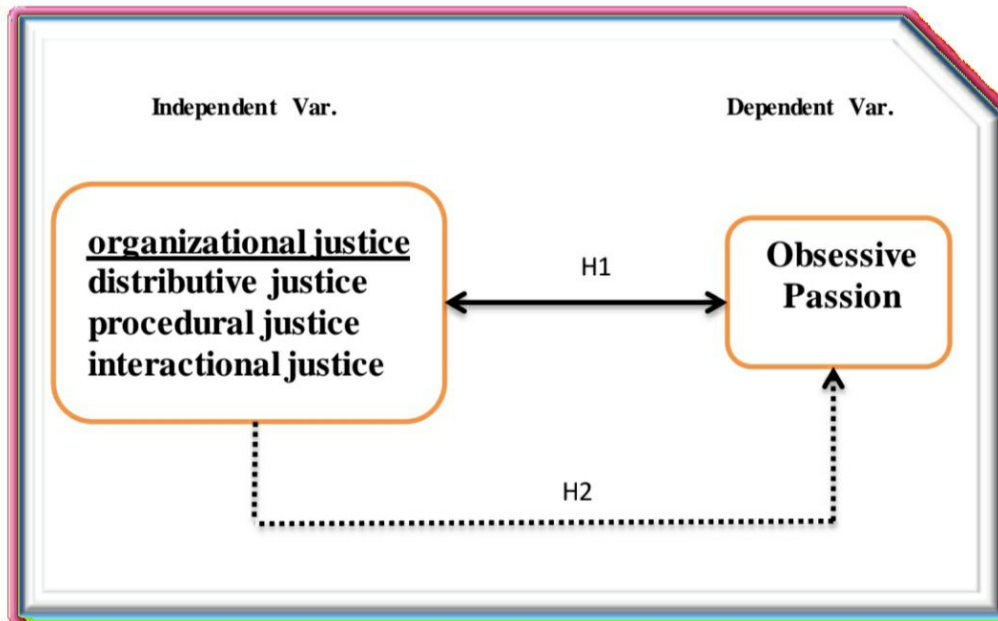 Independent Var.
Dependent Var.
organizational justice
distributive justice
procedural justice
interactional justice
H1
Obsessive
Passion
H2